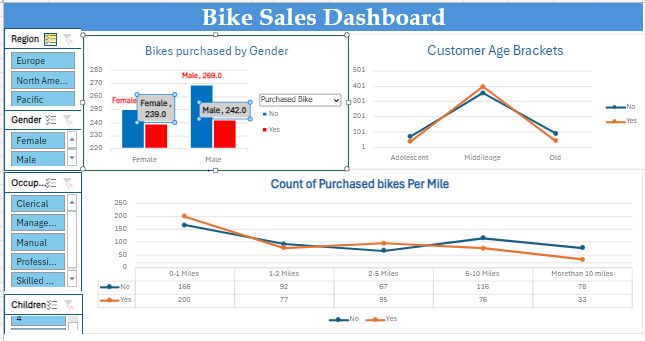 Bike Sales Dashboard
Region
Europe
North Ame...
Pacific
Gender
Female
Male
Occup...
Clerical
Manage...
Manual
Professi...
Skilled ...
Children
4
Bikes purchased by Gender
280
270
260
250
240
230
220
Female
Female, 239.0
Male, 269.0
Male, 242.0
Female
Male
Purchased Bike
No
Yes
Customer Age Brackets
501
401
301
201
101
1
Adolescent
Middileage
Old
No
Yes
Count of Purchased bikes Per Mile
250
200
150
100
50
0
0-1 Miles 1-2 Miles 2-5 Miles 5-10 Miles Morethan 10 miles
No 166 92 67 116 78
Yes 200 77 95 76 33
No Yes